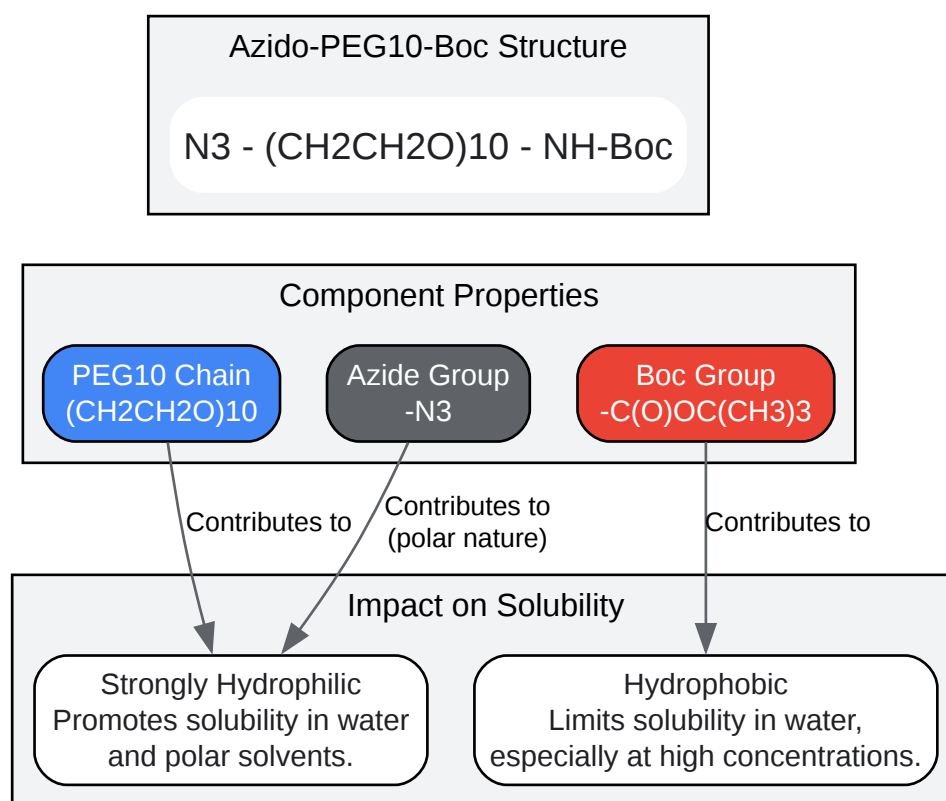 Azido-PEG10-Boc Structure
N3 - (CH2CH2O)10 - NH-Boc
Component Properties
PEG10 Chain
(CH2CH2O)10
Azide Group
-N3
Boc Group
-C(O)OC(CH3)3
Contributes to
Contributes to
(polar nature)
Contributes to
Impact on Solubility
Strongly Hydrophilic
Promotes solubility in water
and polar solvents.
Hydrophobic
Limits solubility in water,
especially at high concentrations.